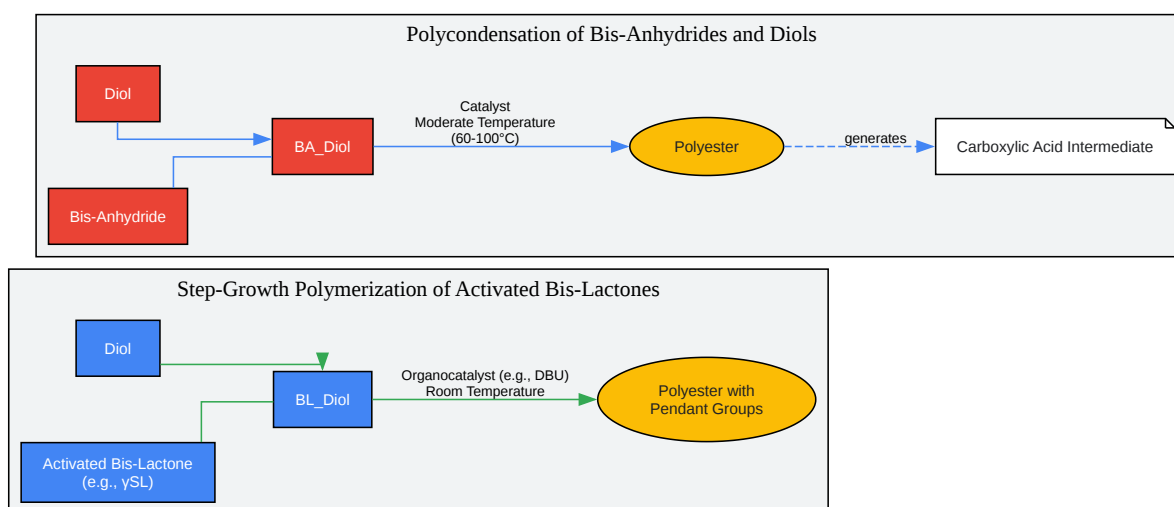 Polycondensation of Bis-Anhydrides and Diols
Diol
Bis-Anhydride
BA_Diol
Catalyst
Moderate Temperature
(60-100°C)
Polyester
generates
Carboxylic Acid Intermediate
Step-Growth Polymerization of Activated Bis-Lactones
Diol
Activated Bis-Lactone
(e.g., γSL)
BL_Diol
Organocatalyst (e.g., DBU)
Room Temperature
Polyester with
Pendant Groups